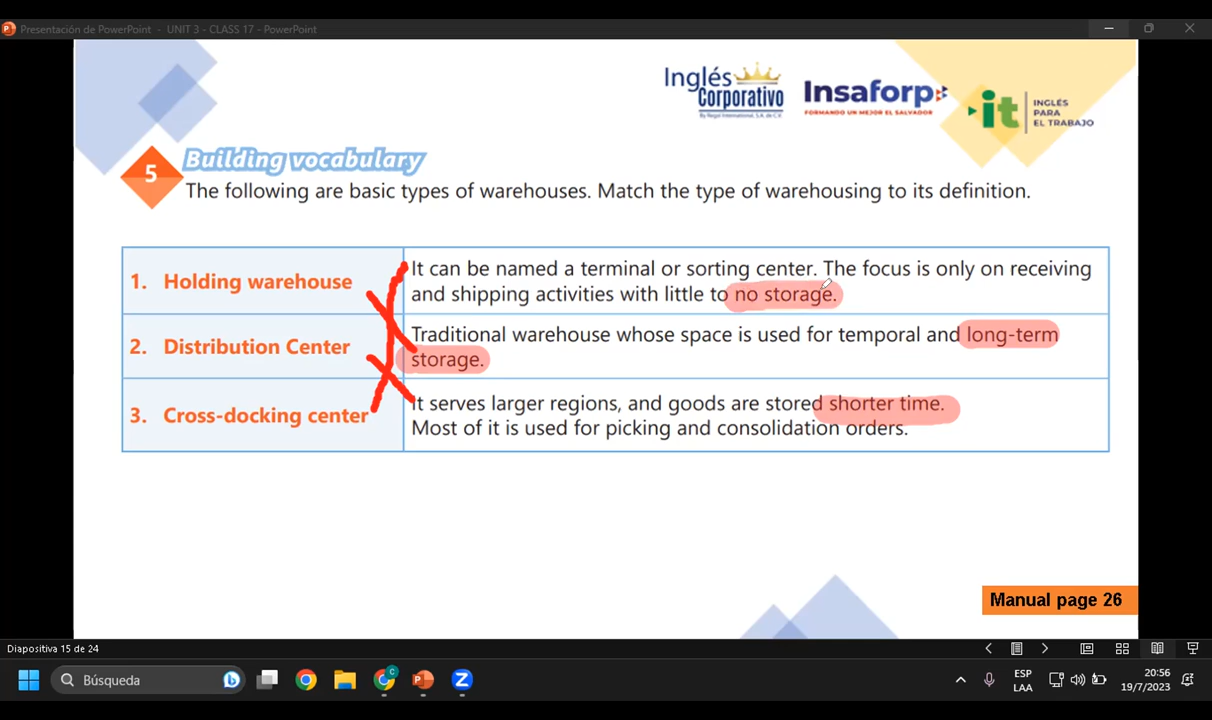 Presentación de PowerPoint - UNIT 3 - CLASS 17 - PowerPoint
Inglés
Corporativo
By Regal International, S.A. de C.V.
Insaforp
FORMANDO UN MEJOR EL SALVADOR
it
INGLÉS
PARA
EL TRABAJO
5
Building vocabulary
The following are basic types of warehouses. Match the type of warehousing to its definition.
1. Holding warehouse
It can be named a terminal or sorting center. The focus is only on receiving
and shipping activities with little to no storage.
2. Distribution Center
Traditional warehouse whose space is used for temporal and long-term
storage.
3. Cross-docking center
It serves larger regions, and goods are stored shorter time.
Most of it is used for picking and consolidation orders.
Manual page 26
Diapositiva 15 de 24
Búsqueda
ESP
LAA
20:56
19/7/2023